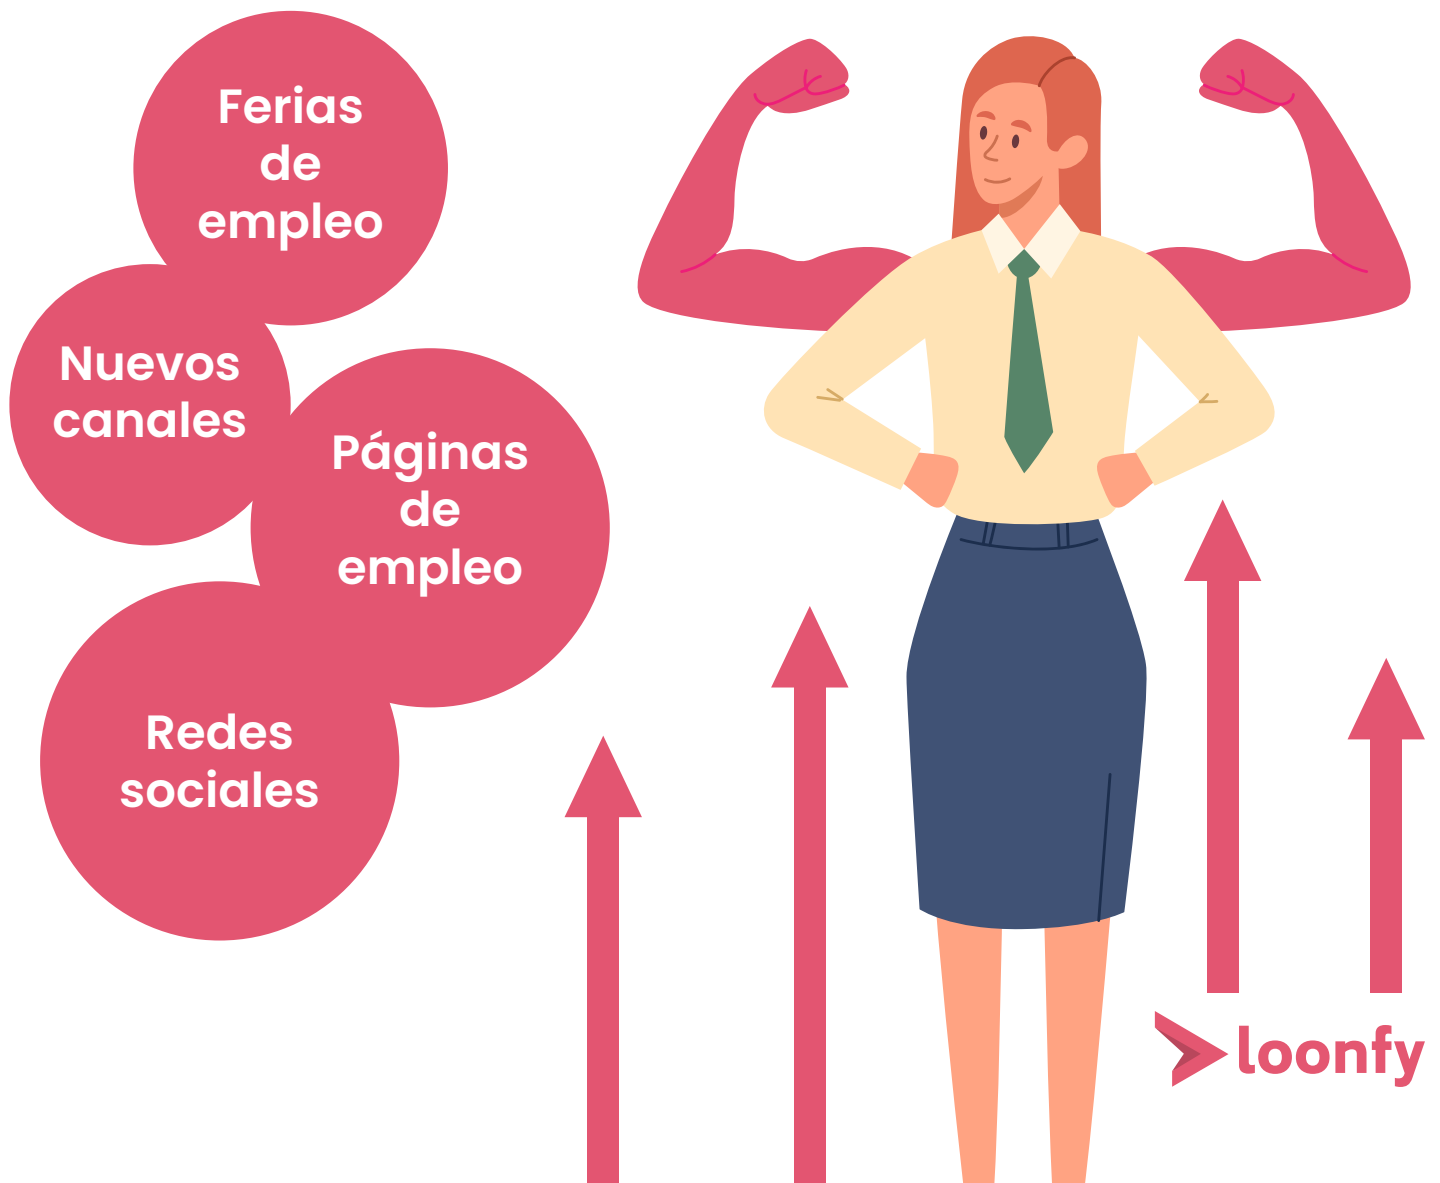 Ferias
de
empleo
Nuevos
canales
Páginas
de
empleo
Redes
sociales
loonfy